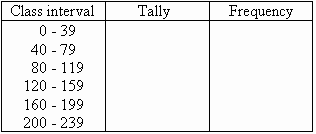 Class interval Tally Frequency
0 - 39
40 - 79
80 - 119
120 - 159
160 - 199
200 - 239